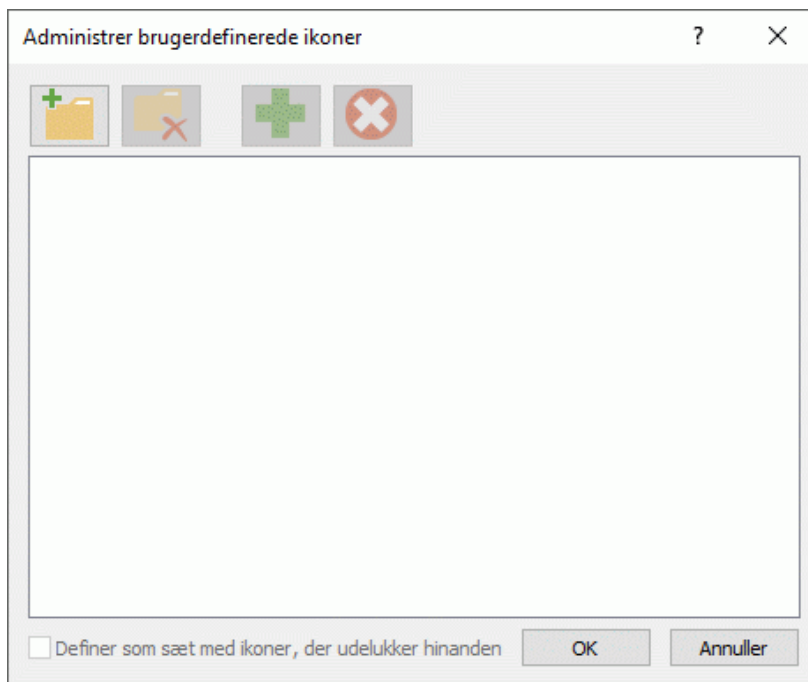 Administrer brugerdefinerede ikoner ?
Definer som sæt med ikoner, der udelukker hinanden OK Annuller